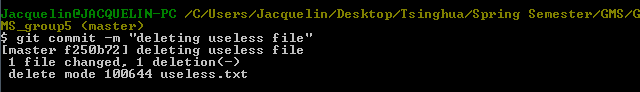 Jacquelin@JACQUELIN-PC /C/Users/Jacquelin/Desktop/Tsinghua/Spring Semester/GMS/G
MS_group5 (master)
$ git commit -m "deleting useless file"
[master f250b72] deleting useless file
 1 file changed, 1 deletion(-)
 delete mode 100644 useless.txt